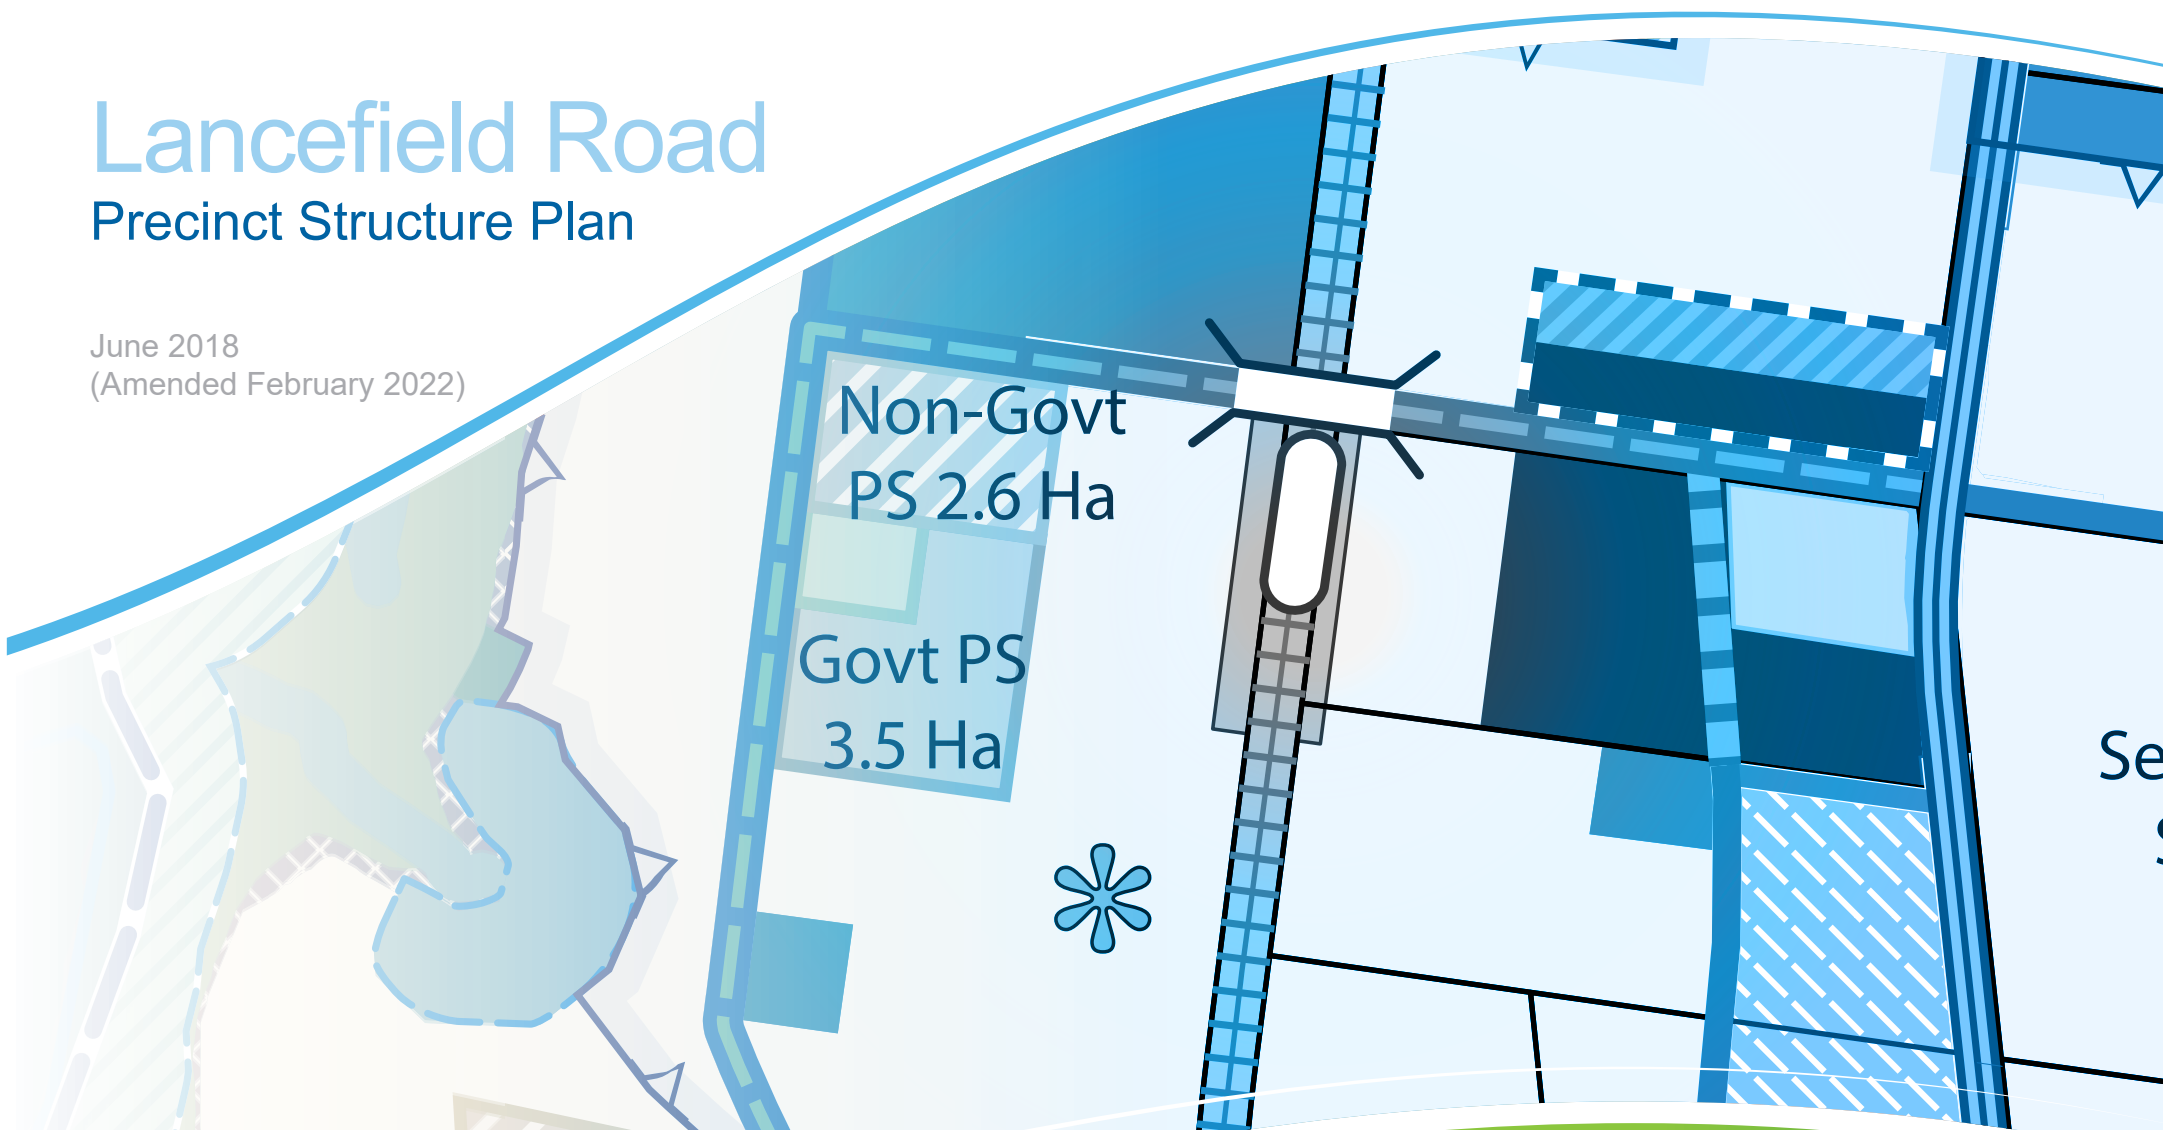 Lancefield Road
Precinct Structure Plan
June 2018
(Amended February 2022)
Non-Govt
PS 2.6 Ha
Govt PS
3.5 Ha
Se